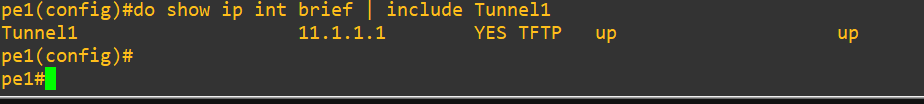 pe1(config)#do show ip int brief | include Tunnel1
Tunnel1                11.1.1.1        YES TFTP   up                    up
pe1(config)#
pe1#